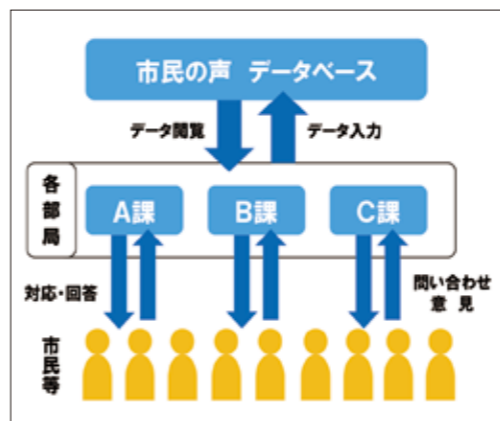 市民の声 データベース
データ閲覧
データ入力
各部局
A課
B課
C課
対応・回答
問い合わせ
意見
市民等